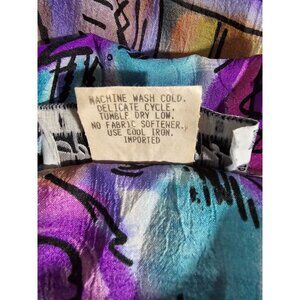 MACHINE WASH COLD.
DELICATE CYCLE.
TUMBLE DRY LOW.
NO FABRIC SOFTENER.
USE COOL IRON.
IMPORTED